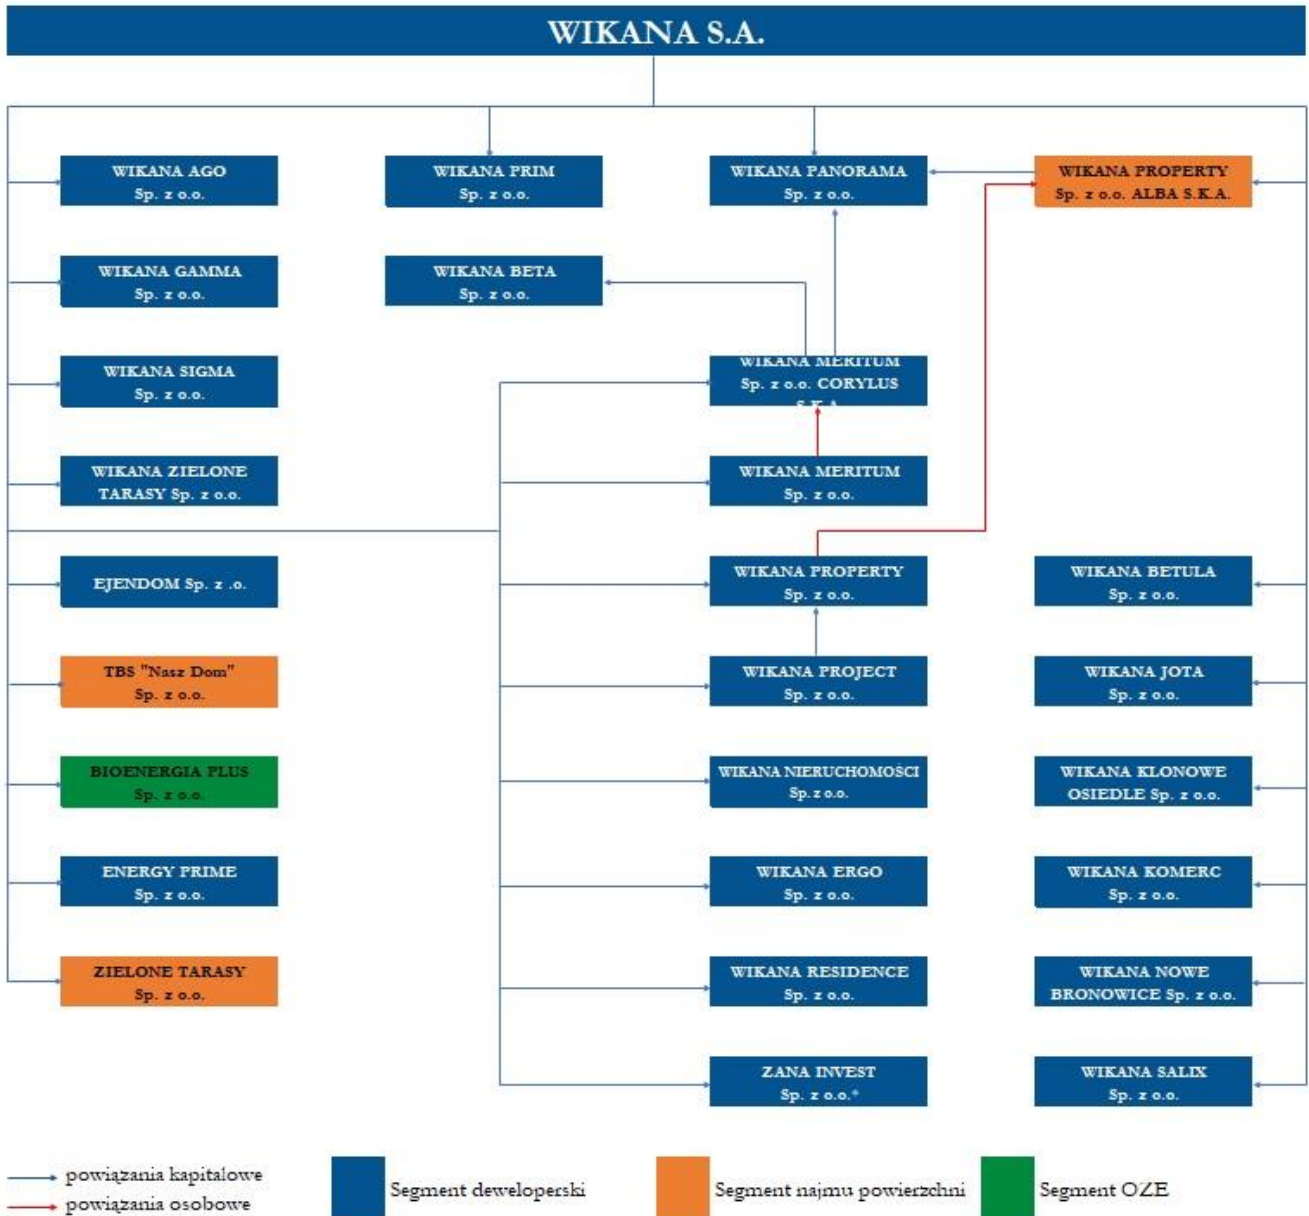 WIKANA S.A.
WIKANA AGO
Sp. z o.o.
WIKANA PRIM
Sp. z o.o.
WIKANA PANORAMA
Sp. z o.o.
WIKANA PROPERTY
Sp. z o.o. ALBA S.K.A.
WIKANA GAMMA
Sp. z o.o.
WIKANA BETA
Sp. z o.o.
WIKANA SIGMA
Sp. z o.o.
WIKANA MERITUM
Sp. z o.o. CORYLUS
S.K.A.
WIKANA ZIELONE
TARASY Sp. z o.o.
WIKANA MERITUM
Sp. z o.o.
EJENDOM Sp. z .o.
WIKANA PROPERTY
Sp. z o.o.
WIKANA BETULA
Sp. z o.o.
TBS "Nasz Dom"
Sp. z o.o.
WIKANA PROJECT
Sp. z o.o.
WIKANA JOTA
Sp. z o.o.
BIOENERGIA PLUS
Sp. z o.o.
WIKANA NIERUCHOMOŚCI
Sp. z o.o.
WIKANA KLONOWE
OSIEDLE Sp. z o.o.
ENERGY PRIME
Sp. z o.o.
WIKANA ERGO
Sp. z o.o.
WIKANA KOMERC
Sp. z o.o.
ZIELONE TARASY
Sp. z o.o.
WIKANA RESIDENCE
Sp. z o.o.
WIKANA NOWE
BRONOWICE Sp. z o.o.
ZANA INVEST
Sp. z o.o.*
WIKANA SALIX
Sp. z o.o.
powiązania kapitalowe
powiązania osobowe
Segment deweloperski
Segment najmu powierzchni
Segment OZE